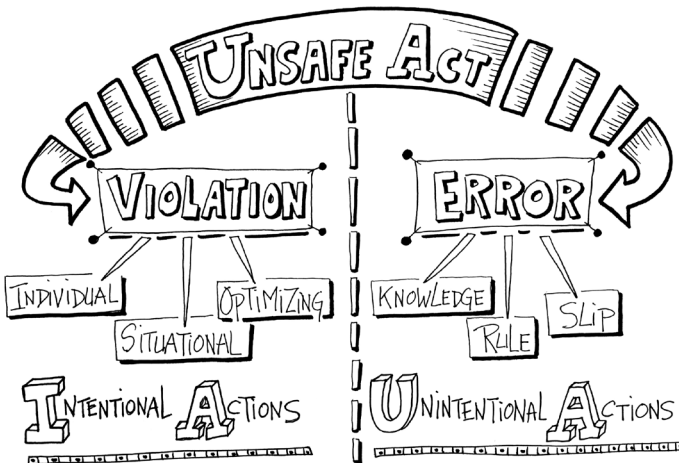 UNSAFE ACT
VIOLATION
INDIVIDUAL
SITUATIONAL
OPTIMIZING
INTENTIONAL ACTIONS
ERROR
KNOWLEDGE
RULE
SLIP
UNINTENTIONAL ACTIONS